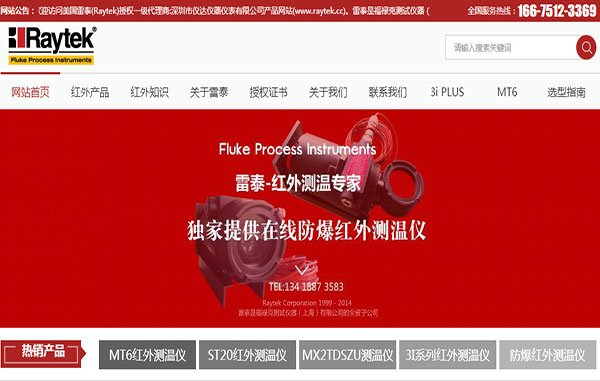 网站公告：欢迎访问美国雷泰(Raytek)授权一级代理商:深圳市仪达仪器仪表有限公司产品网站(www.raytek.cc)。雷泰是福禄克测试仪器（
全国服务热线： 166-7512-3369
Raytek®
Fluke Process Instruments
请输入搜索关键词
网站首页 红外产品 红外知识 关于雷泰 授权证书 关于我们 联系我们 3i PLUS MT6 选型指南
Fluke Process Instruments
雷泰-红外测温专家
独家提供在线防爆红外测温仪
TEL:134 1887 3583
Raytek Corporation 1999 - 2014
雷泰是福禄克测试仪器（上海）有限公司的全资子公司
热销产品 MT6红外测温仪 ST20红外测温仪 MX2TDSZU测温仪 3I系列红外测温仪 防爆红外测温仪